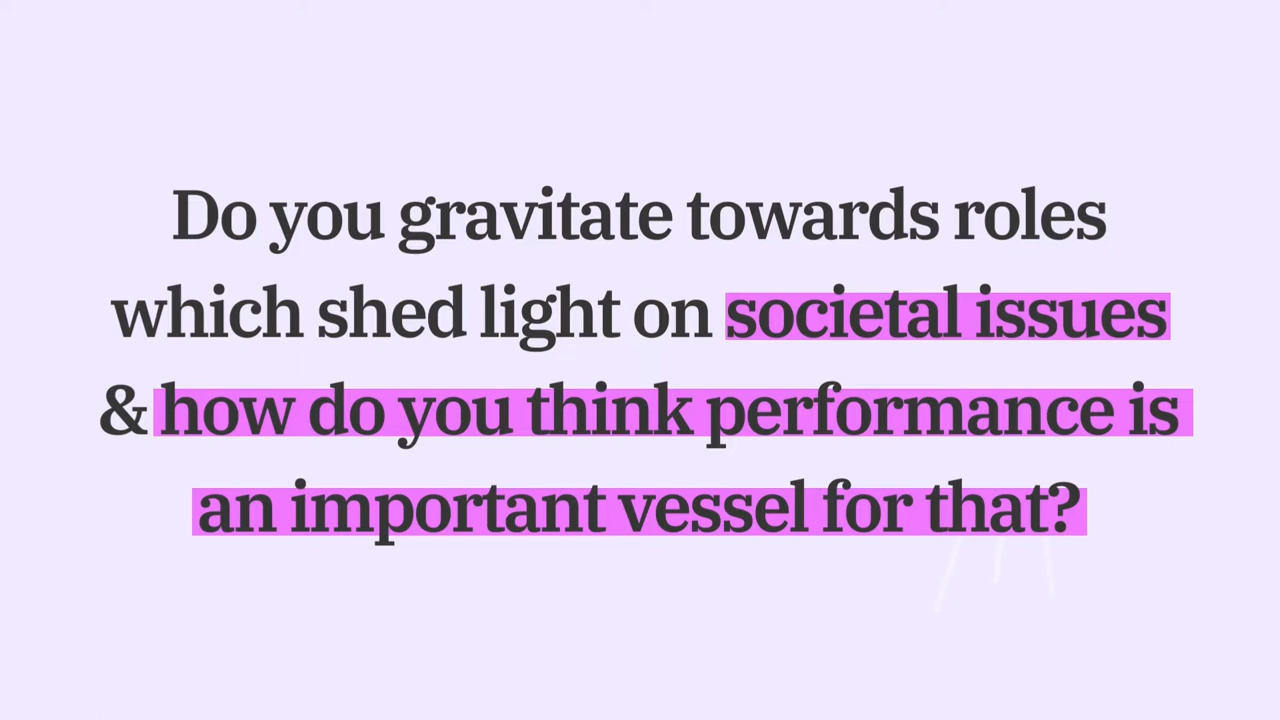 Do you gravitate towards roles
which shed light on societal issues
& how do you think performance is
an important vessel for that?